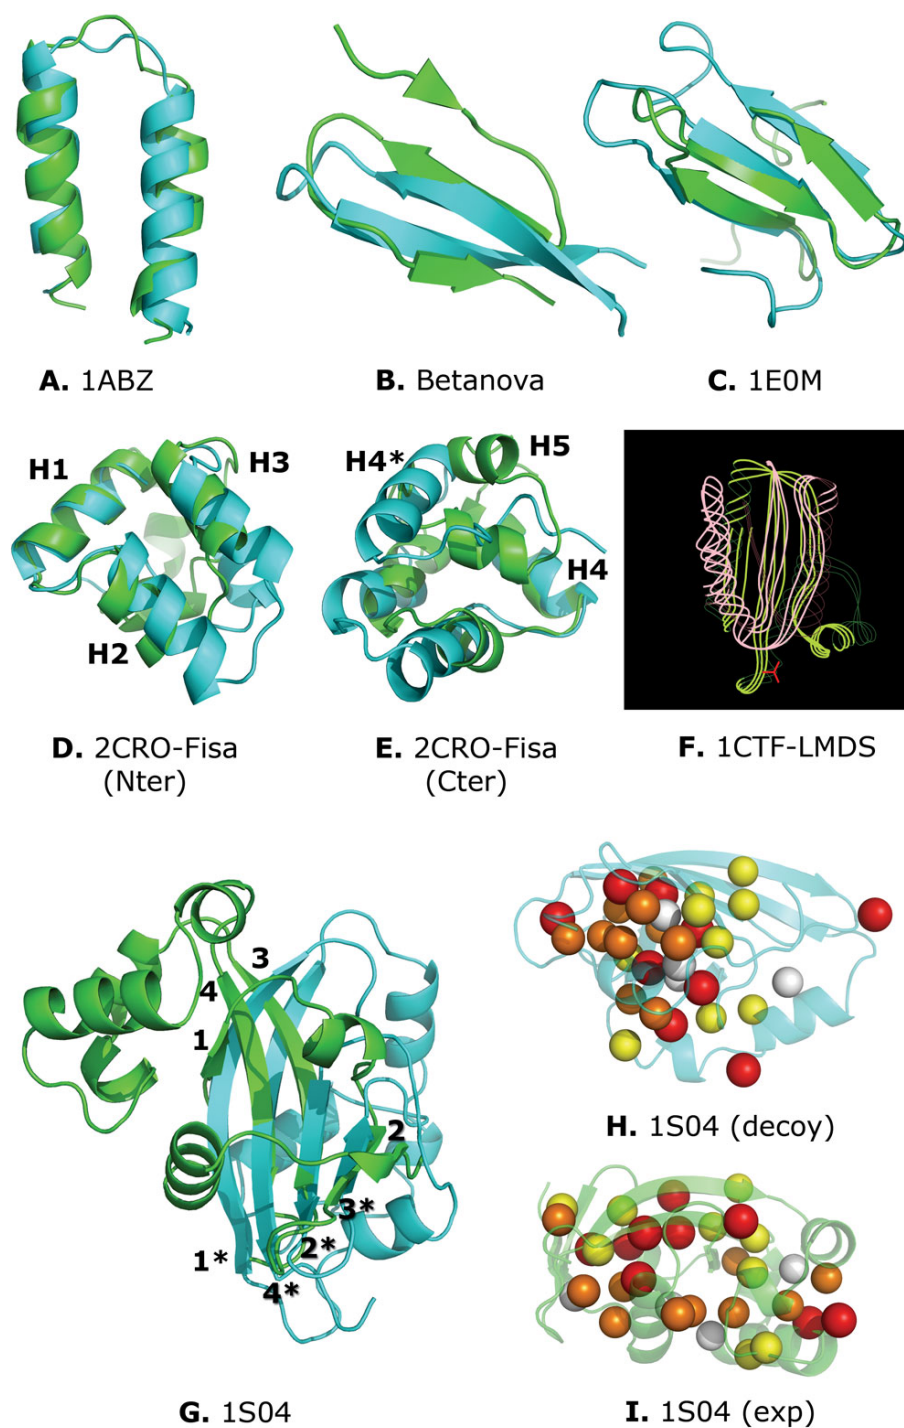 A. 1ABZ
B. Betanova
C. 1E0M
H1
H3
H2
H4*
H5
H4
D. 2CRO-Fisa
(Nter)
E. 2CRO-Fisa
(Cter)
F. 1CTF-LMDS
3
4
1
2
3*
2*
1*
4*
G. 1S04
H. 1S04 (decoy)
I. 1S04 (exp)